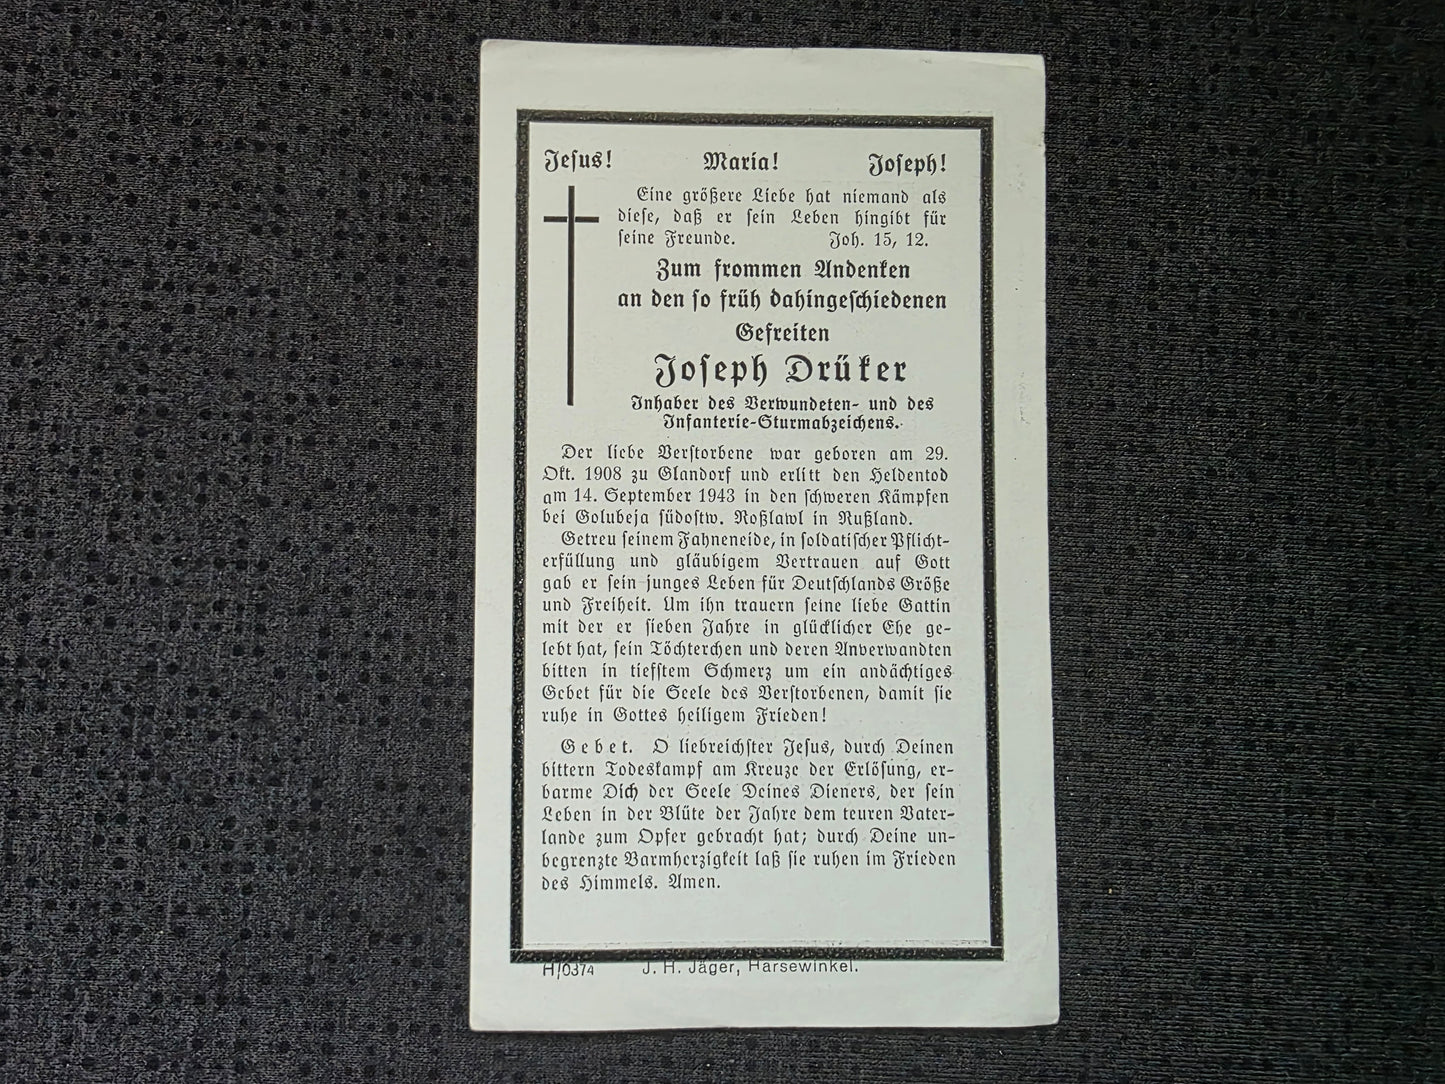 Jesus! Maria! Joseph!
Eine größere Liebe hat niemand als
diese, daß er sein Leben hingibt für
seine Freunde. Joh. 15, 12.
Zum frommen Andenken
an den so früh dahingeschiedenen
Gefreiten
Joseph Drüker
Inhaber des Verwundeten- und des
Infanterie-Sturmabzeichens.
Der liebe Verstorbene war geboren am 29.
Okt. 1908 zu Glandorf und erlitt den Heldentod
am 14. September 1943 in den schweren Kämpfen
bei Golubeja südostw. Roßlawl in Rußland.
Getreu seinem Fahneneide, in soldatischer Pflicht-
erfüllung und gläubigem Vertrauen auf Gott
gab er sein junges Leben für Deutschlands Größe
und Freiheit. Um ihn trauern seine liebe Gattin
mit der er sieben Jahre in glücklicher Ehe ge-
lebt hat, sein Töchterchen und deren Anverwandten
bitten in tiefstem Schmerz um ein andächtiges
Gebet für die Seele des Verstorbenen, damit sie
ruhe in Gottes heiligem Frieden!
Gebet. O liebreichster Jesus, durch Deinen
bittern Todeskampf am Kreuze der Erlösung, er-
barme Dich der Seele Deines Dieners, der sein
Leben in der Blüte der Jahre dem teuren Vater-
lande zum Opfer gebracht hat; durch Deine un-
begrenzte Barmherzigkeit laß sie ruhen im Frieden
des Himmels. Amen.
H/0374 J. H. Jäger, Harsewinkel.